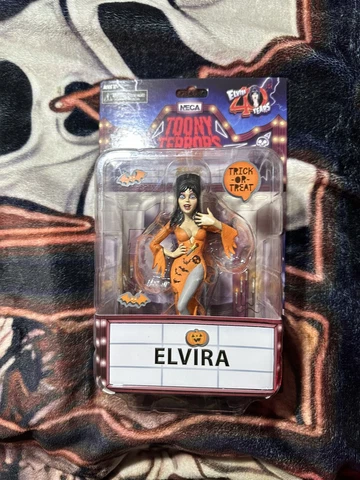 NECA
ELVIRA
40
YEARS
TOONY
TERRORS
TRICK
-OR-
TREAT
ELVIRA